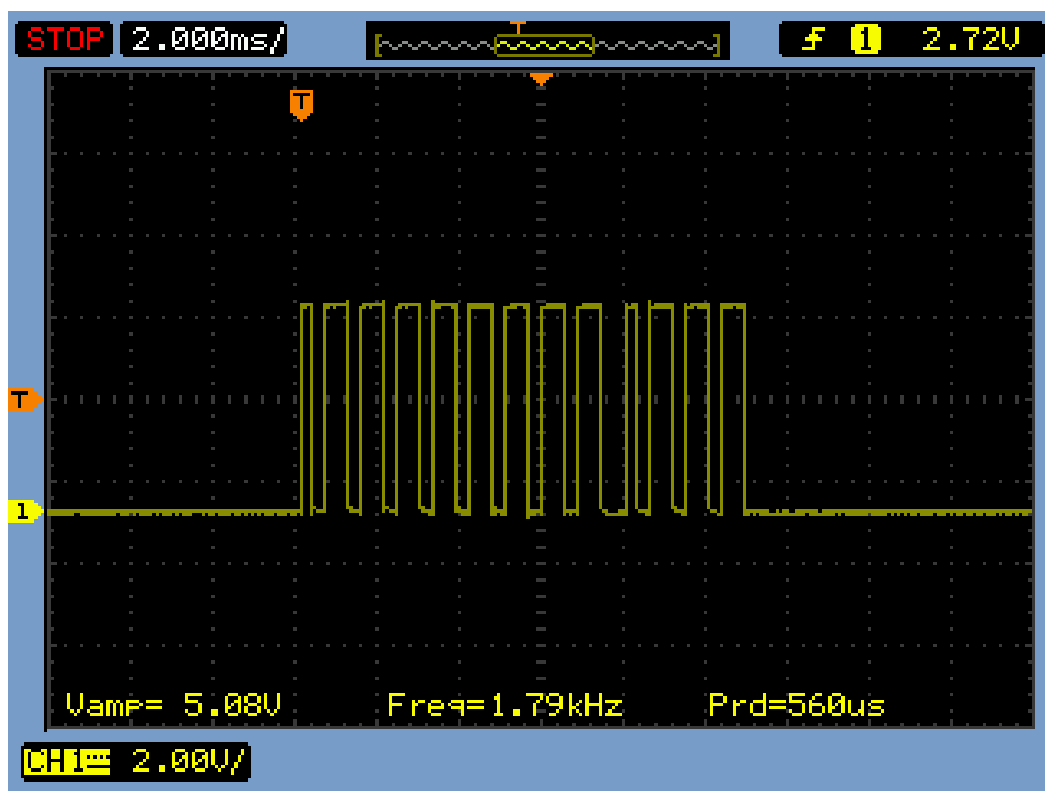 STOP 2.000ms/ T 1 2.72V
T
T
1
Vamp= 5.08V Freq=1.79kHz Prd=560us
CH1 2.00V/